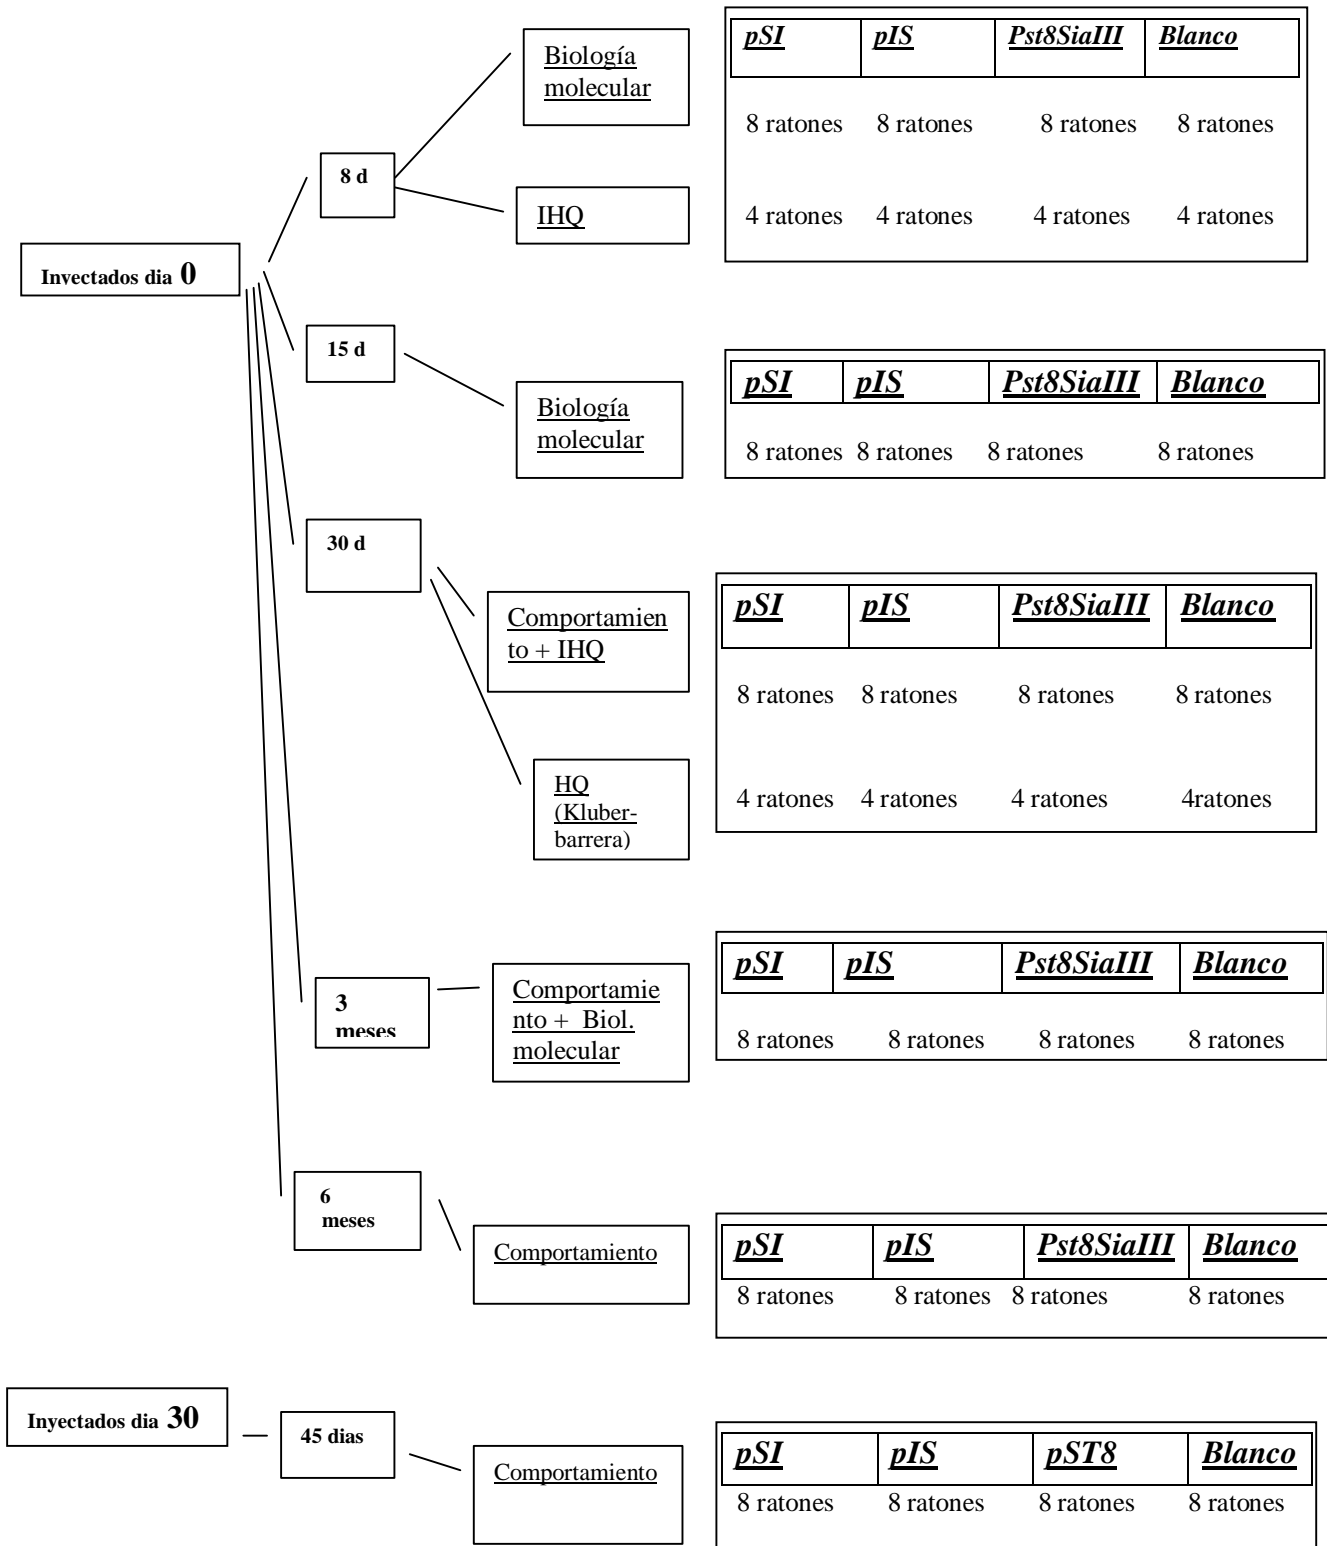 pSI pIS Pst8SiaIII Blanco
Biología
molecular
8 ratones 8 ratones 8 ratones 8 ratones
8 d
IHQ
4 ratones 4 ratones 4 ratones 4 ratones
Inyectados dia 0
15 d
pSI pIS Pst8SiaIII Blanco
Biología
molecular
8 ratones 8 ratones 8 ratones 8 ratones
30 d
pSI pIS Pst8SiaIII Blanco
Comportamien
to + IHQ
8 ratones 8 ratones 8 ratones 8 ratones
HQ
(Kluber-
barrera)
4 ratones 4 ratones 4 ratones 4ratones
pSI pIS Pst8SiaIII Blanco
3
meses
Comportamie
nto + Biol.
molecular
8 ratones 8 ratones 8 ratones 8 ratones
6
meses
Comportamiento
pSI pIS Pst8SiaIII Blanco
8 ratones 8 ratones 8 ratones 8 ratones
Inyectados dia 30
45 dias
Comportamiento
pSI pIS pST8 Blanco
8 ratones 8 ratones 8 ratones 8 ratones